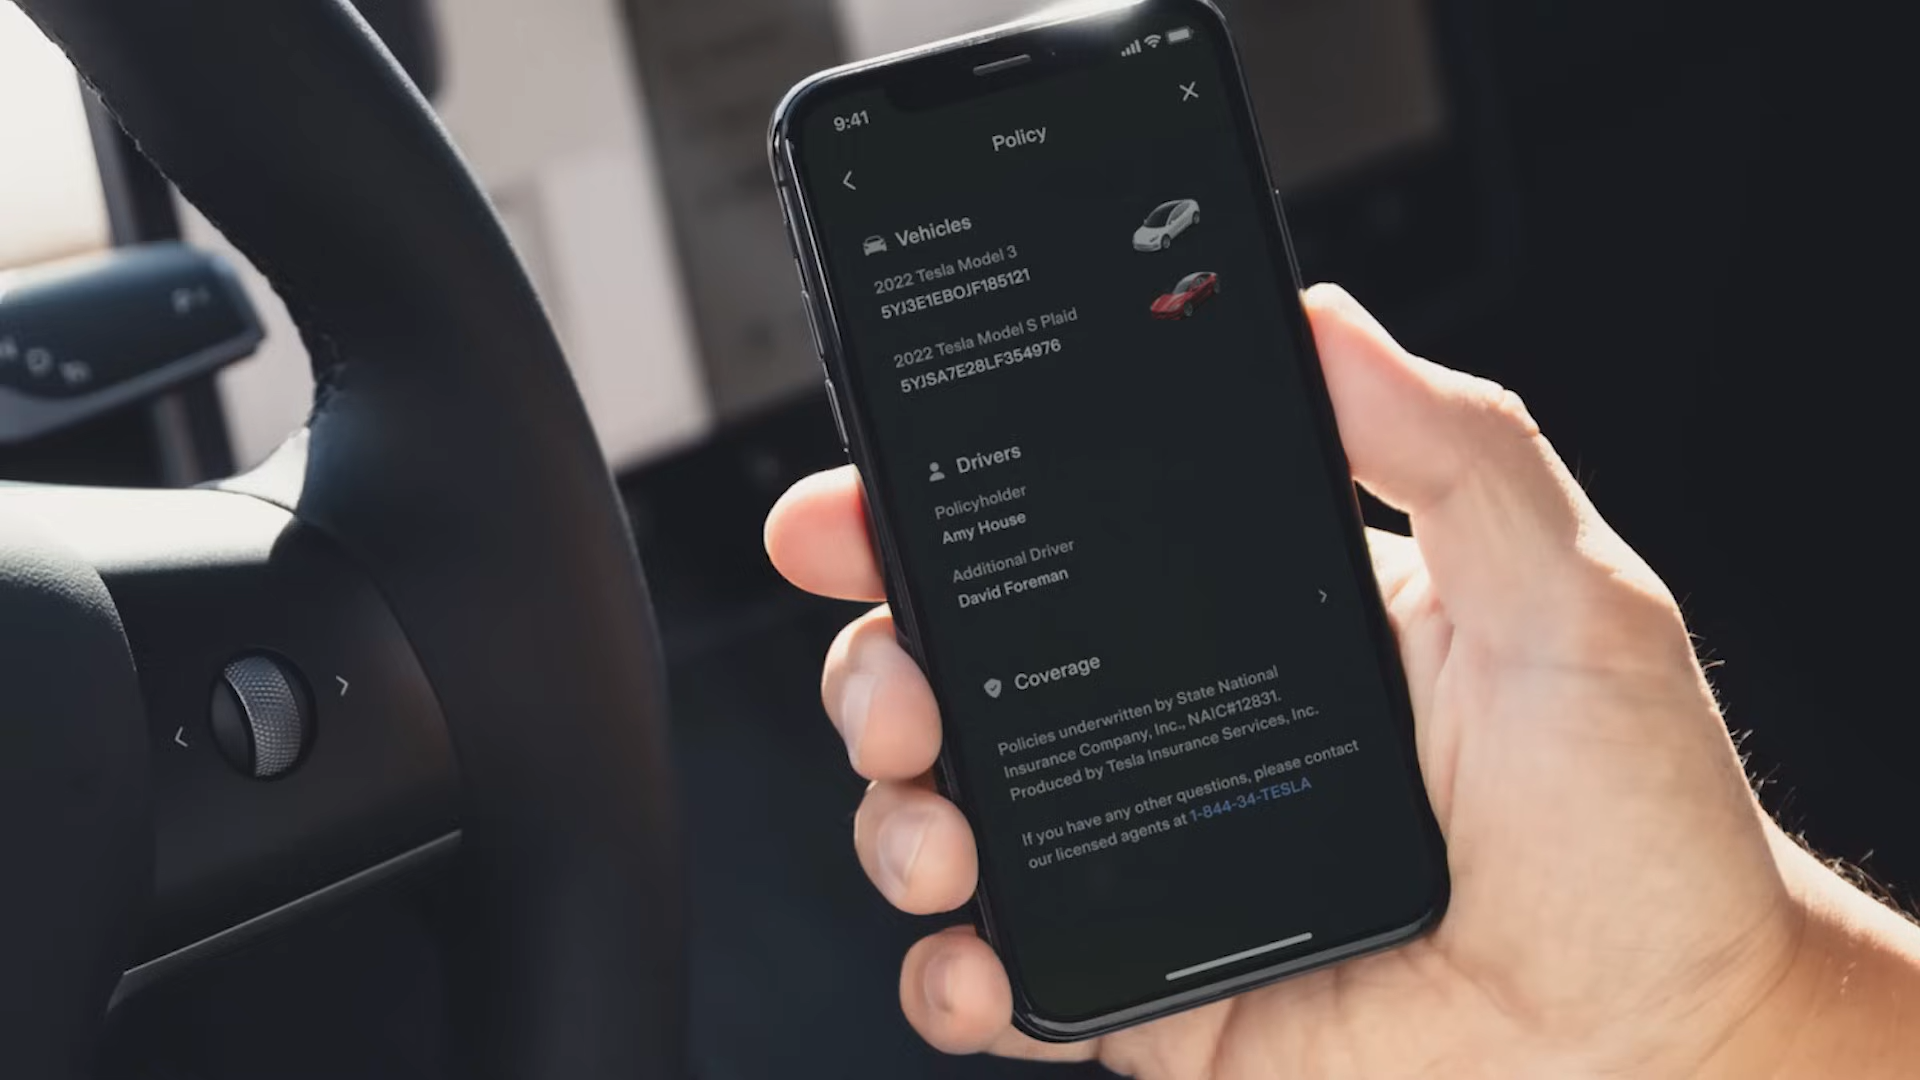 9:41
Policy
Vehicles
2022 Tesla Model 3
5YJ3E1EBOJF185121
2022 Tesla Model S Plaid
5YJSA7E28LF354976
Drivers
Policyholder
Amy House
Additional Driver
David Foreman
Coverage
Policies underwritten by State National
Insurance Company, Inc., NAIC#12831.
Produced by Tesla Insurance Services, Inc.
If you have any other questions, please contact
our licensed agents at 1-844-34-TESLA